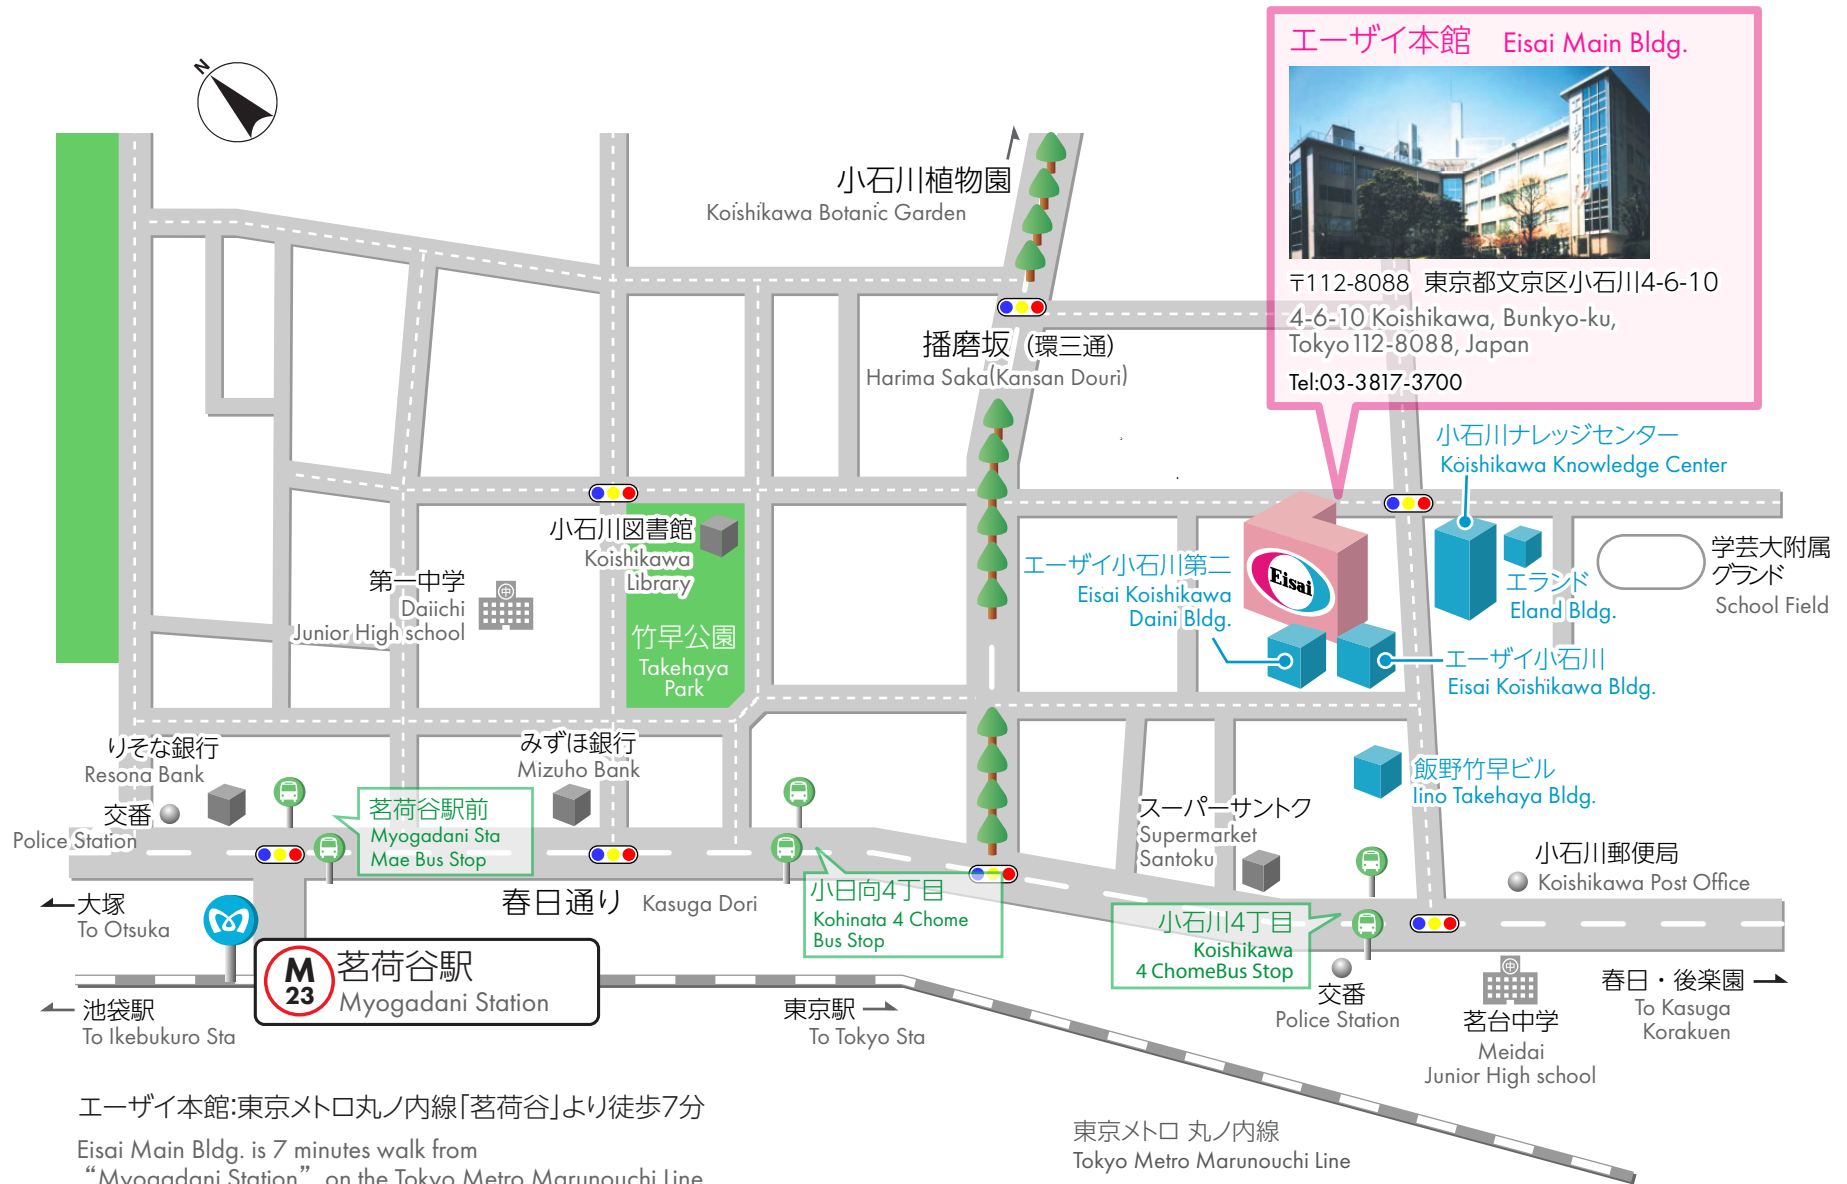 N
エーザイ本館 Eisai Main Bldg.
エーザイ
〒112-8088 東京都文京区小石川4-6-10
4-6-10 Koishikawa, Bunkyo-ku,
Tokyo 112-8088, Japan
Tel:03-3817-3700
小石川植物園
Koishikawa Botanic Garden
播磨坂 (環三通)
Harima Saka(Kansan Douri)
小石川ナレッジセンター
Koishikawa Knowledge Center
小石川図書館
Koishikawa
Library
第一中学
Daiichi
Junior High school
中
竹早公園
Takehaya
Park
エーザイ小石川第二
Eisai Koishikawa
Daini Bldg.
Eisai
エランド
Eland Bldg.
学芸大附属
グランド
School Field
エーザイ小石川
Eisai Koishikawa Bldg.
りそな銀行
Resona Bank
交番
Police Station
みずほ銀行
Mizuho Bank
茗荷谷駅前
Myogadani Sta
Mae Bus Stop
飯野竹早ビル
Iino Takehaya Bldg.
スーパーサントク
Supermarket
Santoku
小石川郵便局
Koishikawa Post Office
大塚
To Otsuka
春日通り Kasuga Dori
小日向4丁目
Kohinata 4 Chome
Bus Stop
小石川4丁目
Koishikawa
4 ChomeBus Stop
M
23
茗荷谷駅
Myogadani Station
池袋駅
To Ikebukuro Sta
東京駅
To Tokyo Sta
交番
Police Station
中
茗台中学
Meidai
Junior High school
春日・後楽園
To Kasuga
Korakuen
エーザイ本館:東京メトロ丸ノ内線「茗荷谷」より徒歩7分
Eisai Main Bldg. is 7 minutes walk from
“Myogadani Station” on the Tokyo Metro Marunouchi Line
東京メトロ 丸ノ内線
Tokyo Metro Marunouchi Line